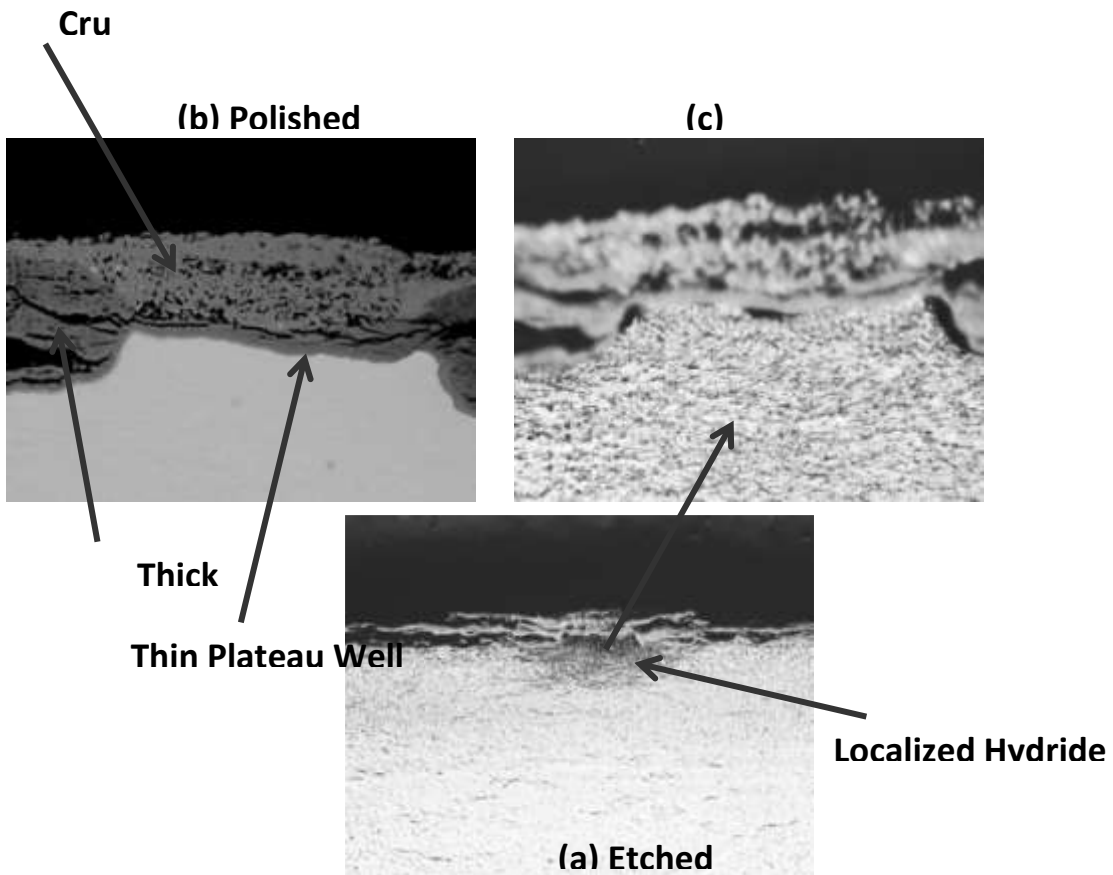 Cru
(b) Polished
(c)
Thick
Thin Plateau Well
Localized Hydride
(a) Etched